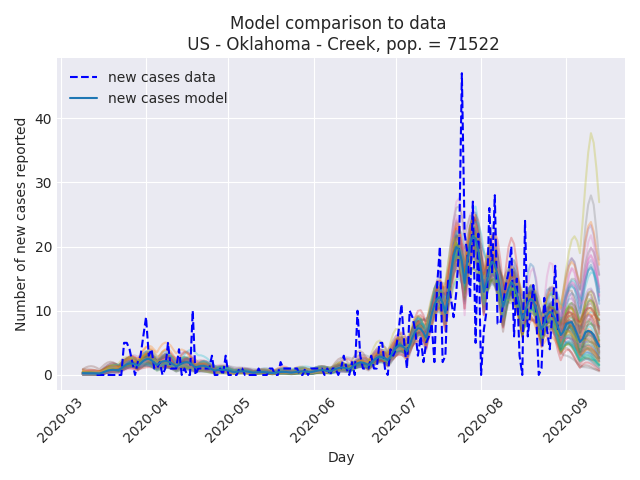 Model comparison to data
US - Oklahoma - Creek, pop. = 71522
new cases data
new cases model
Number of new cases reported
40
30
20
10
0
2020-03
2020-04
2020-05
2020-06
2020-07
2020-08
2020-09
Day